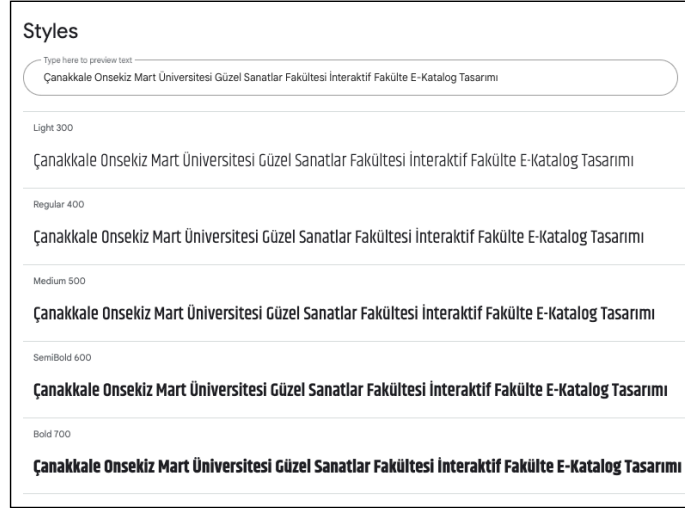 Styles
Type here to preview text
Çanakkale Onsekiz Mart Üniversitesi Güzel Sanatlar Fakültesi İnteraktif Fakülte E-Katalog Tasarımı
Light 300
Çanakkale Onsekiz Mart Üniversitesi Güzel Sanatlar Fakültesi İnteraktif Fakülte E-Katalog Tasarımı
Regular 400
Çanakkale Onsekiz Mart Üniversitesi Güzel Sanatlar Fakültesi İnteraktif Fakülte E-Katalog Tasarımı
Medium 500
Çanakkale Onsekiz Mart Üniversitesi Güzel Sanatlar Fakültesi İnteraktif Fakülte E-Katalog Tasarımı
SemiBold 600
Çanakkale Onsekiz Mart Üniversitesi Güzel Sanatlar Fakültesi İnteraktif Fakülte E-Katalog Tasarımı
Bold 700
Çanakkale Onsekiz Mart Üniversitesi Güzel Sanatlar Fakültesi İnteraktif Fakülte E-Katalog Tasarımı